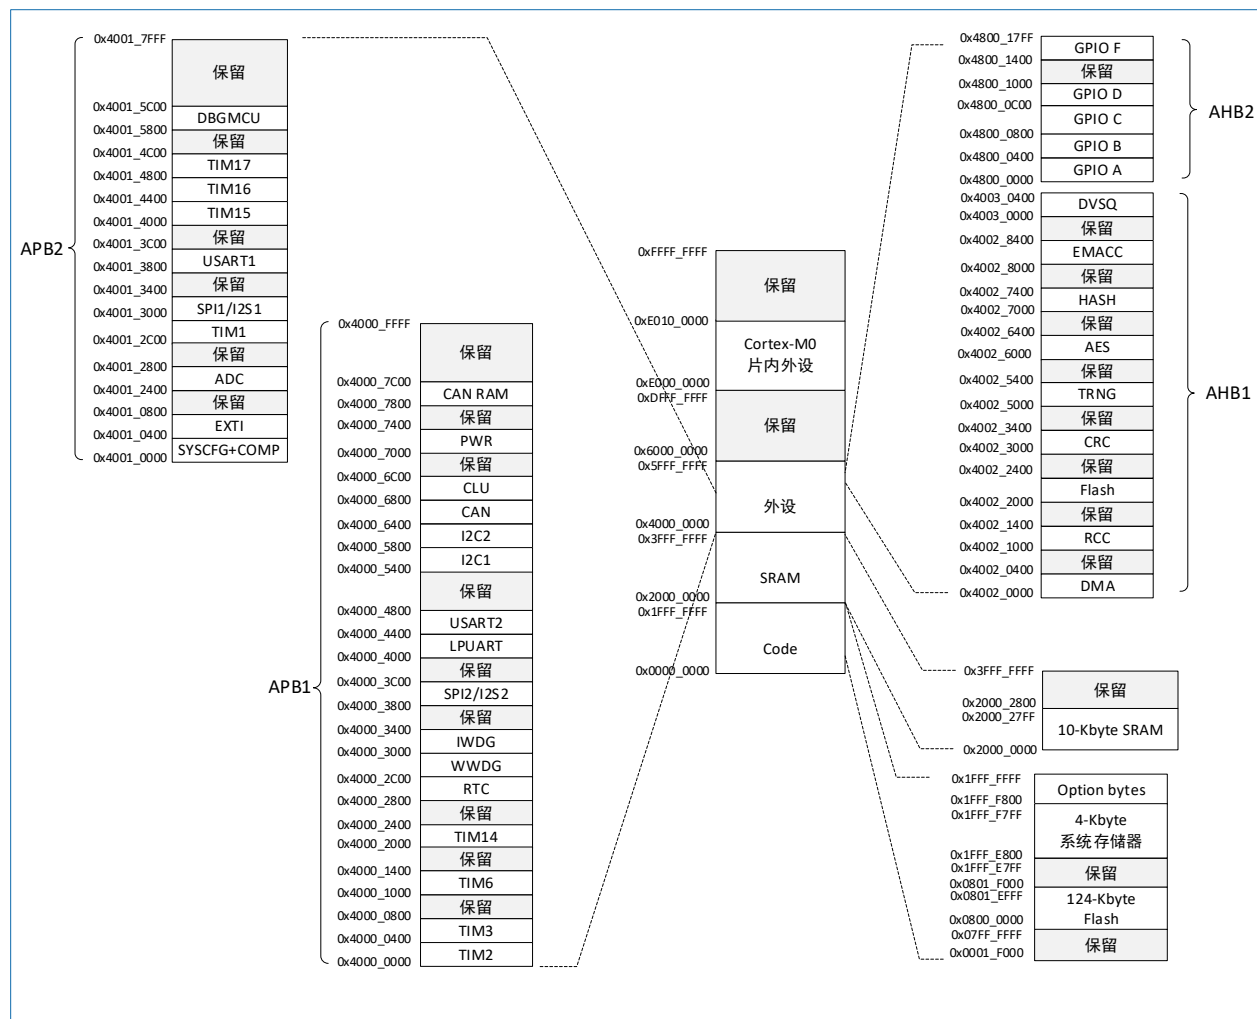 0x4001_7FFF
保留
0x4001_5C00
DBGMCU
0x4001_5800
保留
0x4001_4C00
TIM17
0x4001_4800
TIM16
0x4001_4400
TIM15
0x4001_4000
保留
0x4001_3C00
USART1
0x4001_3800
保留
0x4001_3400
SPI1/I2S1
0x4001_3000
TIM1
0x4001_2C00
保留
0x4001_2800
ADC
0x4001_2400
保留
0x4001_0800
EXTI
0x4001_0400
SYSCFG+COMP
0x4001_0000
APB2
0x4000_FFFF
保留
0x4000_7C00
CAN RAM
0x4000_7800
保留
0x4000_7400
PWR
0x4000_7000
保留
0x4000_6C00
CLU
0x4000_6800
CAN
0x4000_6400
I2C2
0x4000_5800
I2C1
0x4000_5400
保留
0x4000_4800
USART2
0x4000_4400
LPUART
0x4000_4000
保留
0x4000_3C00
SPI2/I2S2
0x4000_3800
保留
0x4000_3400
IWDG
0x4000_3000
WWDG
0x4000_2C00
RTC
0x4000_2800
保留
0x4000_2400
TIM14
0x4000_2000
保留
0x4000_1400
TIM6
0x4000_1000
保留
0x4000_0800
TIM3
0x4000_0400
TIM2
0x4000_0000
APB1
0xFFFF_FFFF
保留
0xE010_0000
Cortex-M0
片内外设
0xE000_0000
0xDFFF_FFFF
保留
0x6000_0000
0x5FFF_FFFF
外设
0x4000_0000
0x3FFF_FFFF
SRAM
0x2000_0000
0x1FFF_FFFF
Code
0x0000_0000
0x4800_17FF
GPIO F
0x4800_1400
保留
0x4800_1000
GPIO D
0x4800_0C00
GPIO C
0x4800_0800
GPIO B
0x4800_0400
GPIO A
0x4800_0000
AHB2
0x4003_0400
DVSQ
0x4003_0000
保留
0x4002_8400
EMACC
0x4002_8000
保留
0x4002_7400
HASH
0x4002_7000
保留
0x4002_6400
AES
0x4002_6000
保留
0x4002_5400
TRNG
0x4002_5000
保留
0x4002_3400
CRC
0x4002_3000
保留
0x4002_2400
Flash
0x4002_2000
保留
0x4002_1400
RCC
0x4002_1000
保留
0x4002_0400
DMA
0x4002_0000
AHB1
0x3FFF_FFFF
保留
0x2000_2800
0x2000_27FF
10-Kbyte SRAM
0x2000_0000
0x1FFF_FFFF
Option bytes
0x1FFF_F800
0x1FFF_F7FF
4-Kbyte
系统存储器
0x1FFF_E800
0x1FFF_E7FF
保留
0x0801_F000
0x0801_EFFF
124-Kbyte
Flash
0x0800_0000
0x07FF_FFFF
保留
0x0001_F000